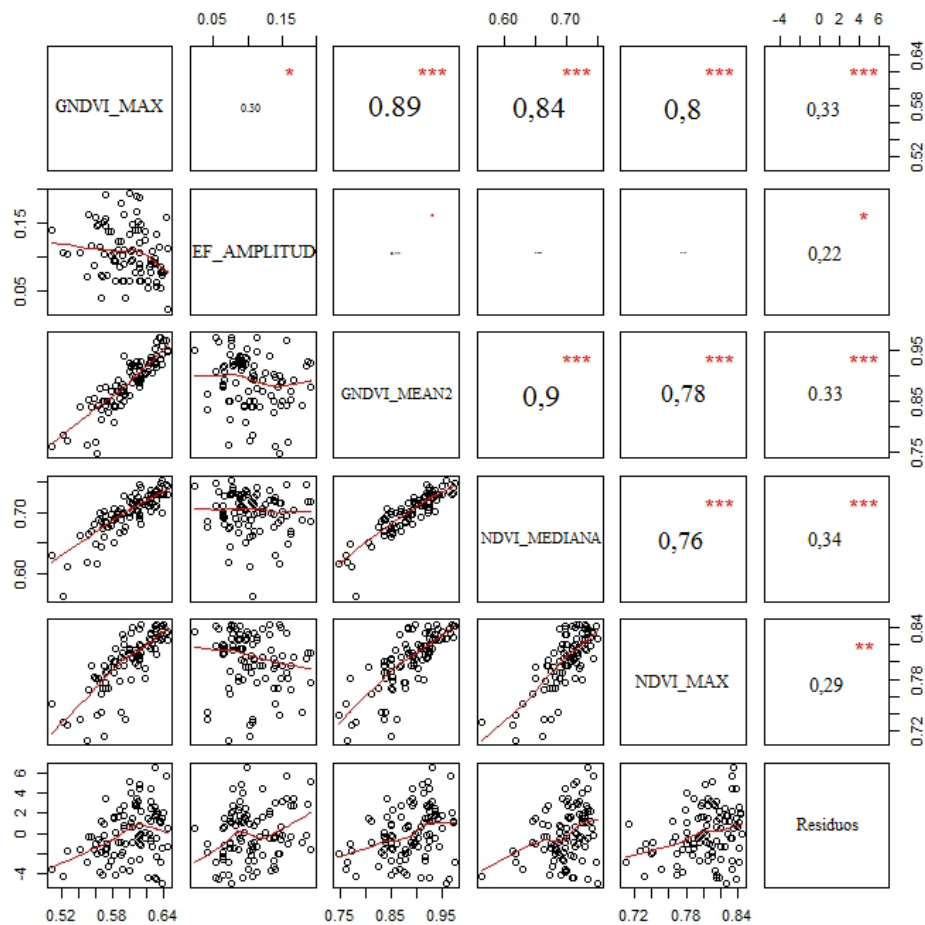 0.05 0.15 0.60 0.70 -4 0 2 4 6
GNDVI_MAX * 0.30 *** 0.89 *** 0,84 *** 0,8 *** 0,33 0.52 0.58 0.64
0.05 0.15 EF_AMPLITUD * 0,22
GNDVI_MEAN2 *** 0,9 *** 0,78 *** 0.33 0.75 0.85 0.95
0.60 0.70 NDVI_MEDIANA *** 0,76 *** 0,34
NDVI_MAX ** 0,29 0.72 0.78 0.84
-4 0 2 4 6 Residuos
0.52 0.58 0.64 0.75 0.85 0.95 0.72 0.78 0.84